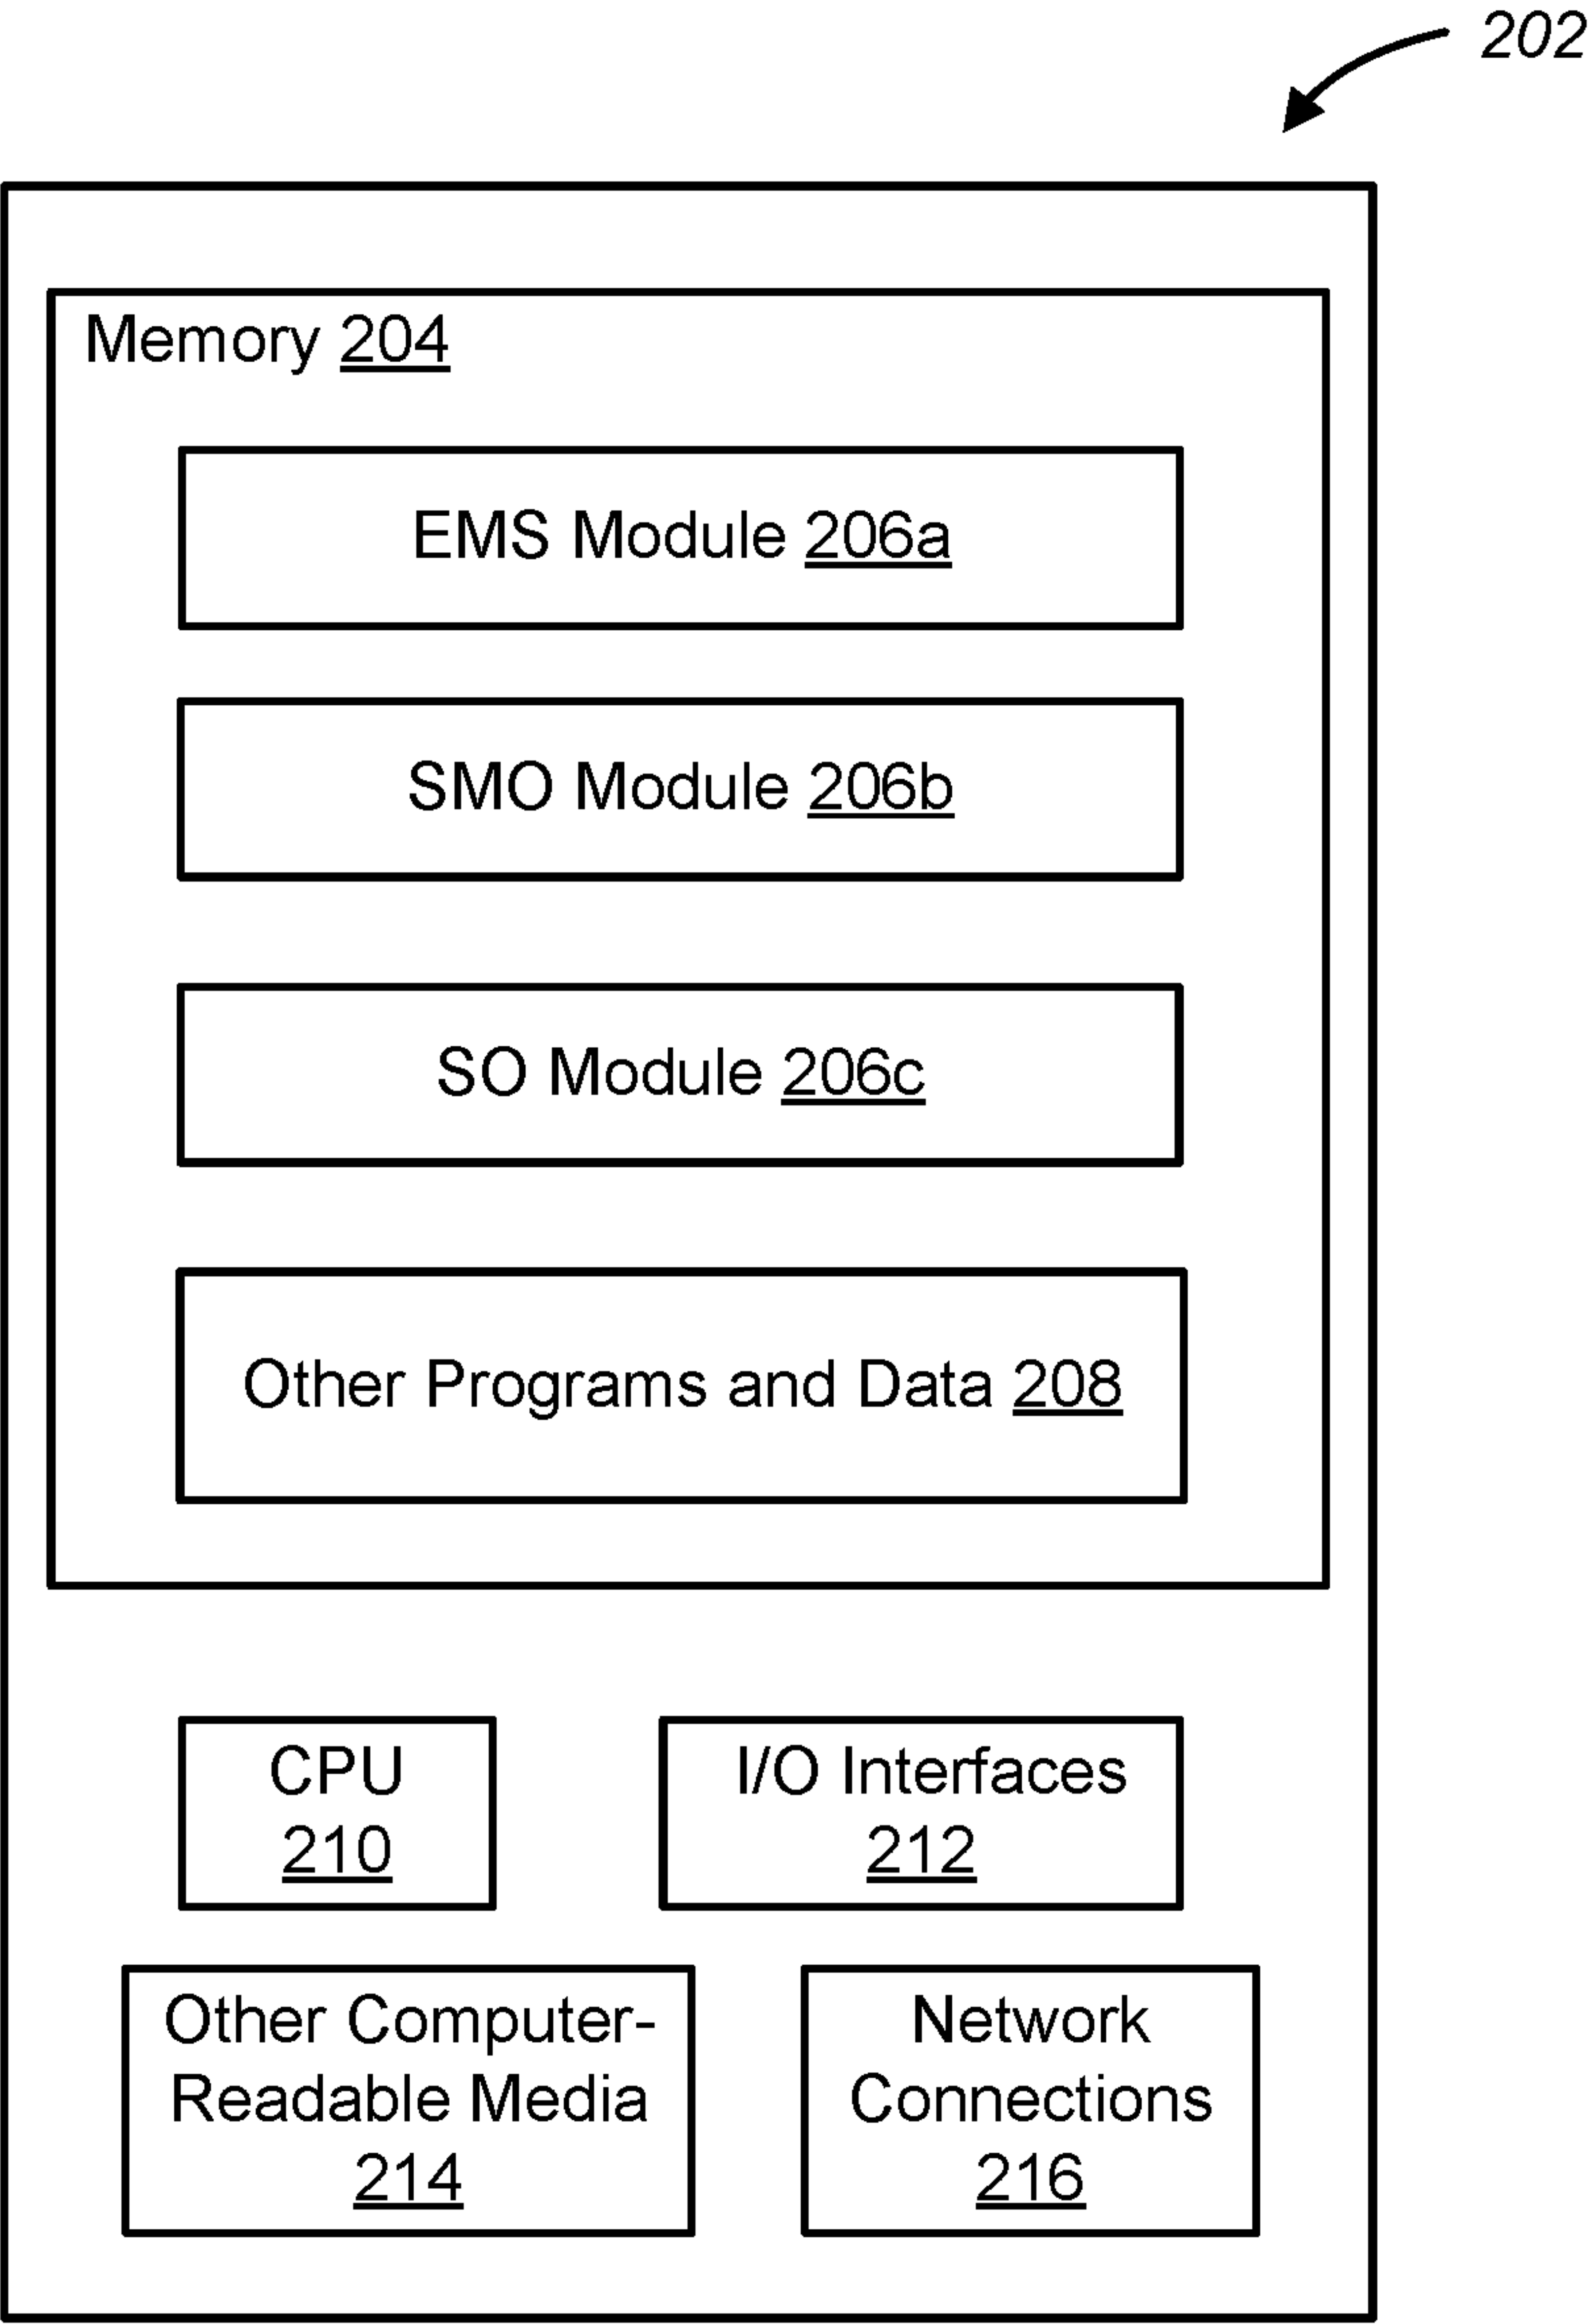 202
Memory 204
EMS Module 206a
SMO Module 206b
SO Module 206c
Other Programs and Data 208
CPU
210
I/O Interfaces
212
Other Computer-
Readable Media
214
Network
Connections
216